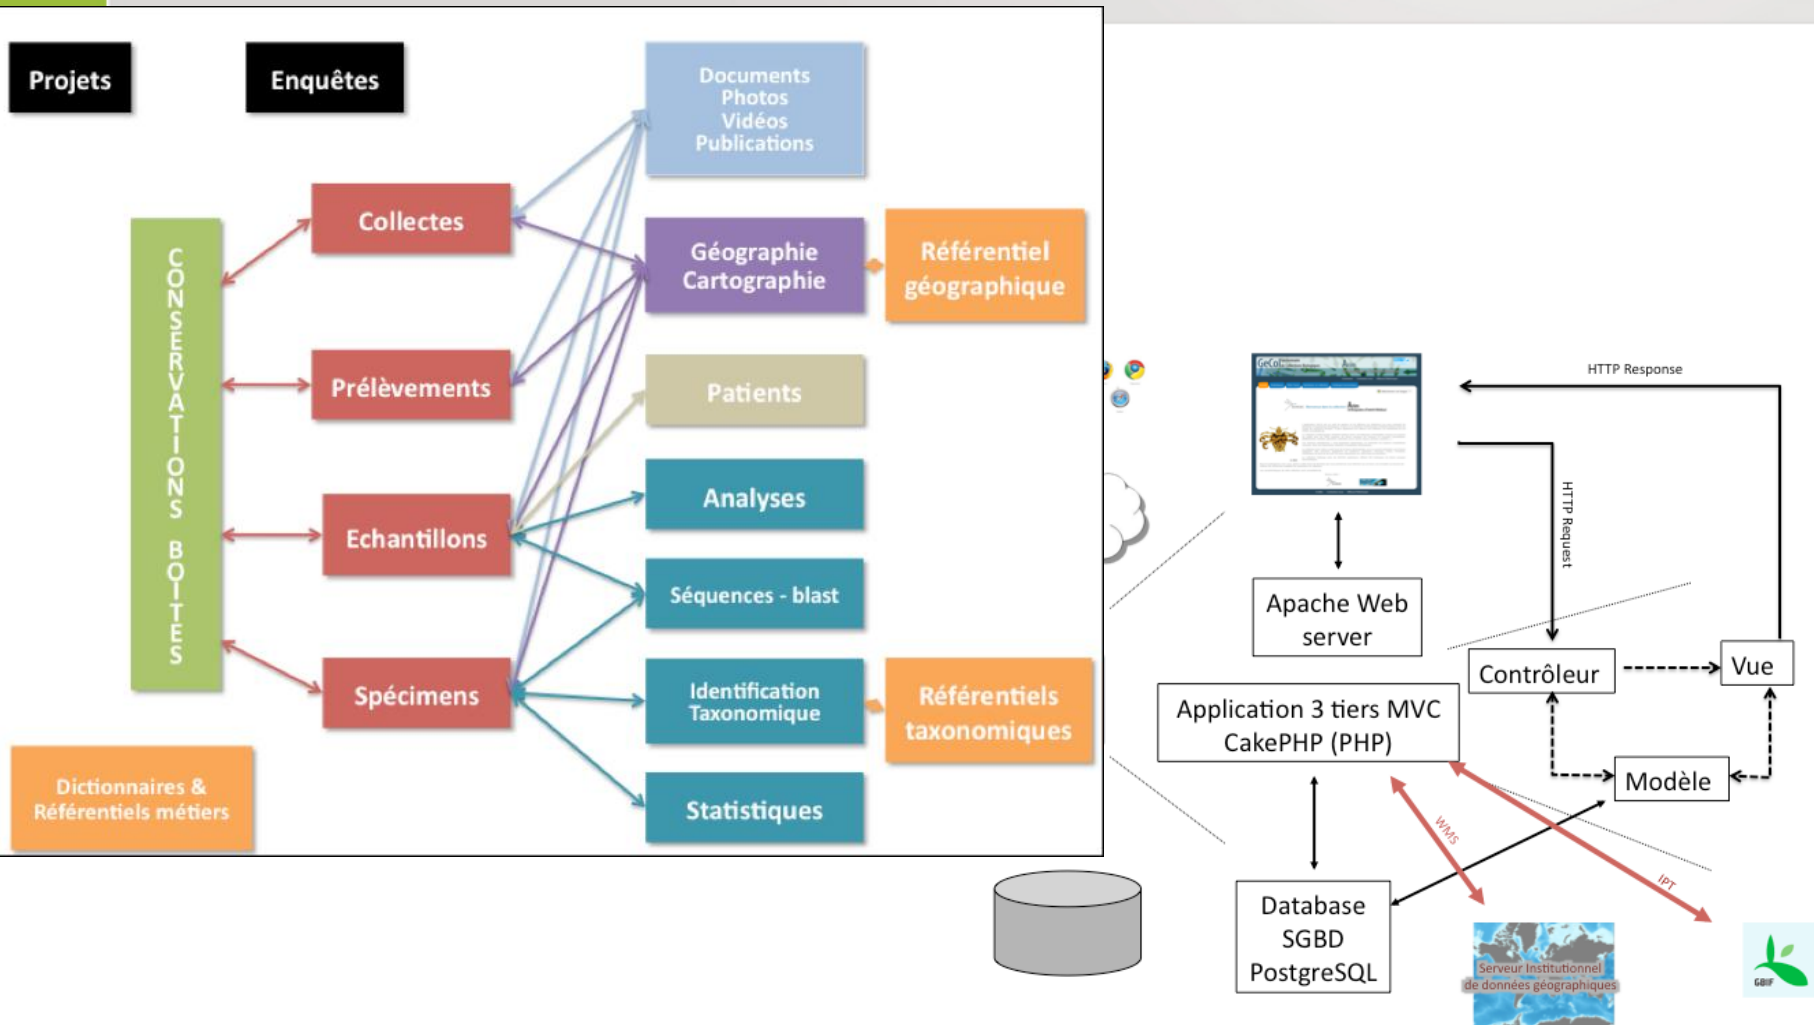 Projets
Enquêtes
Documents
Photos
Vidéos
Publications
Collectes
Géographie
Cartographie
Référentiel
géographique
CONSERVATIONS BOITES
Prélèvements
Patients
Echantillons
Analyses
Séquences - blast
Spécimens
Identification
Taxonomique
Référentiels
taxonomiques
Dictionnaires &
Référentiels métiers
Statistiques
GeCol
HTTP Response
HTTP Request
Apache Web
server
Contrôleur
Vue
Application 3 tiers MVC
CakePHP (PHP)
Modèle
WMS
IPT
Database
SGBD
PostgreSQL
Serveur Institutionnel
de données géographiques
GBIF